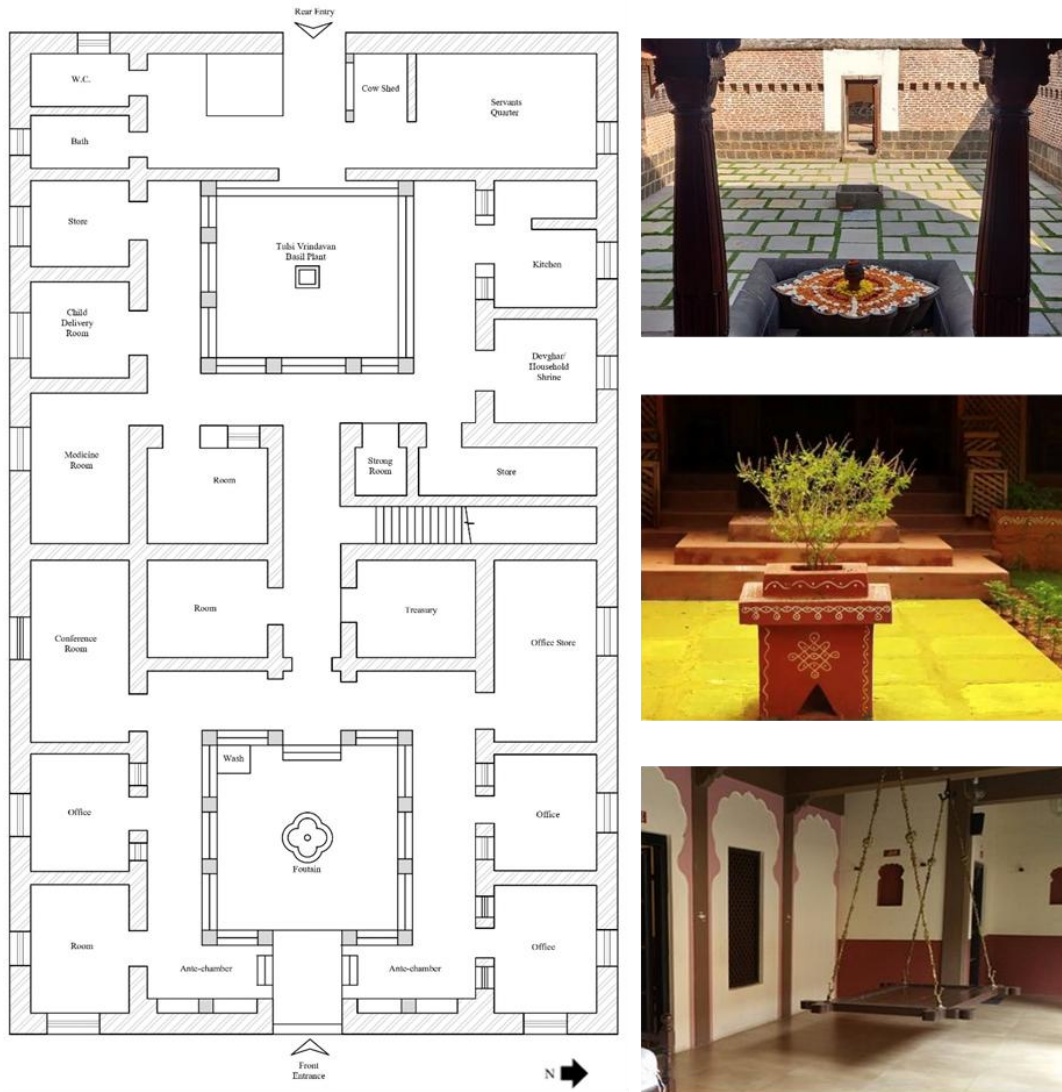 Rear Entry
W.C.
Cow Shed
Servants
Quarter
Bath
Store
Tulsi Vrindavan
Basil Plant
Kitchen
Child
Delivery
Room
Devghar/
Household
Shrine
Medicine
Room
Room
Strong
Room
Store
Room
Treasury
Conference
Room
Office Store
Wash
Office
Office
Foutain
Room
Ante-chamber
Ante-chamber
Office
Front
Entrance
N